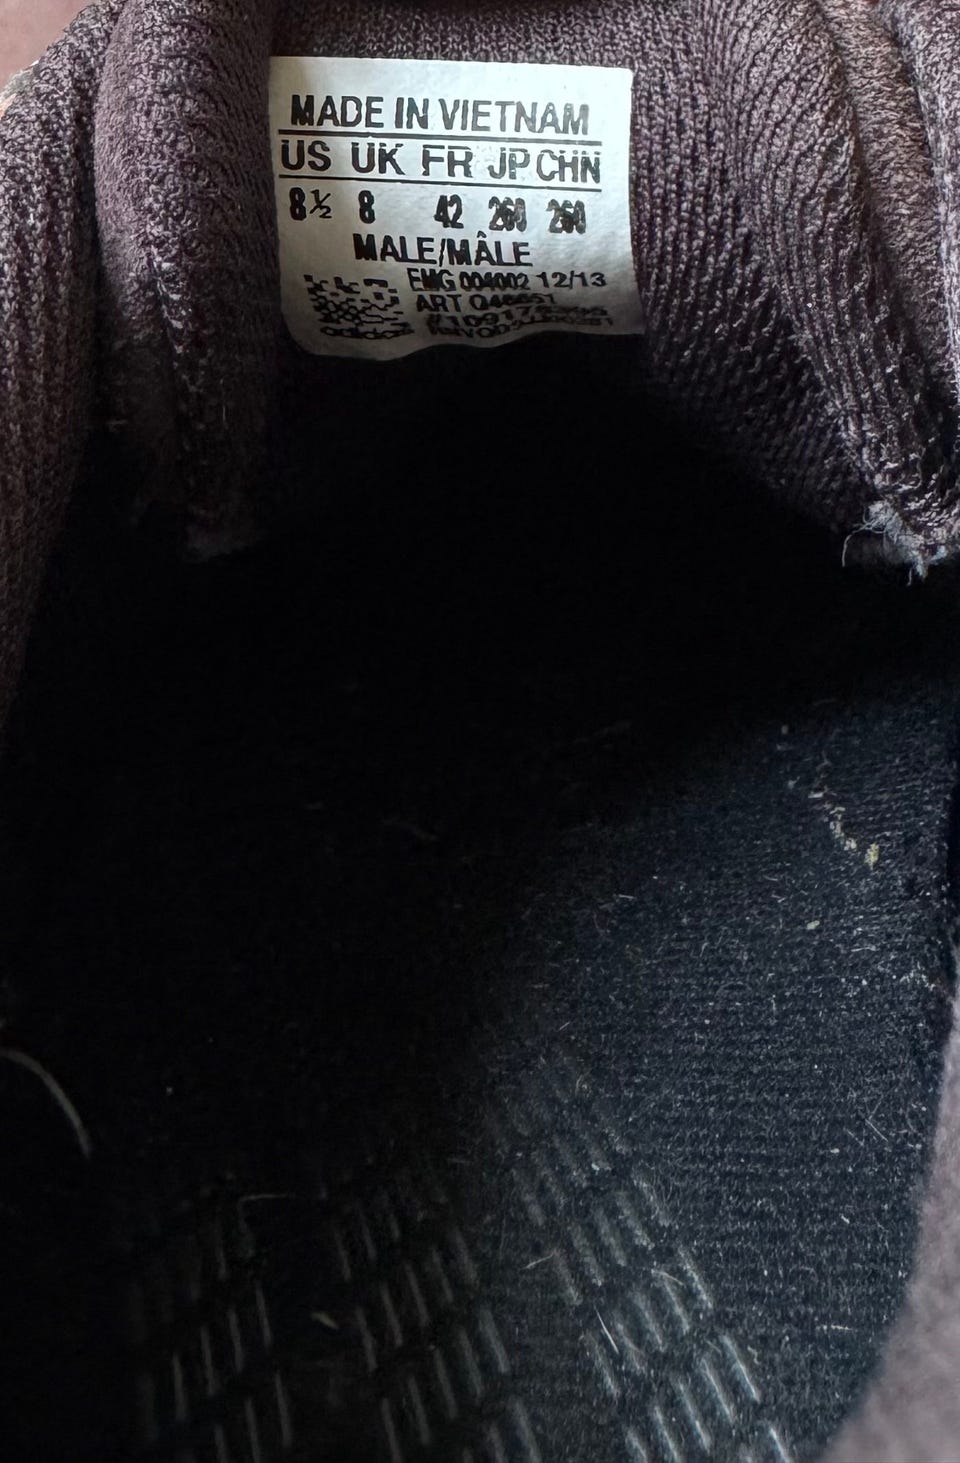 MADE IN VIETNAM
US UK FR JP CHN
8½ 8 42 260 260
MALE/MÂLE
EMG 004002 12/13
ART
adidas